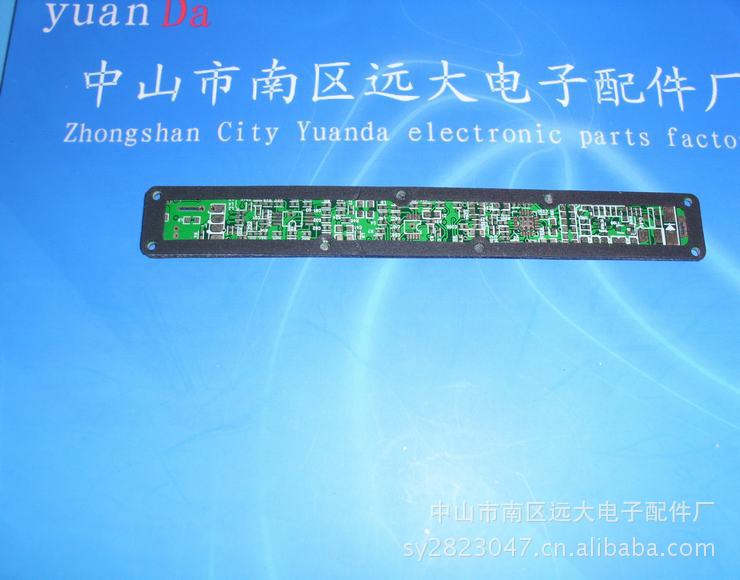 yuan Da
中山市南区远大电子配件厂
Zhongshan City Yuanda electronic parts facto
中山市南区远大电子配件厂
sy2823047.cn.alibaba.com